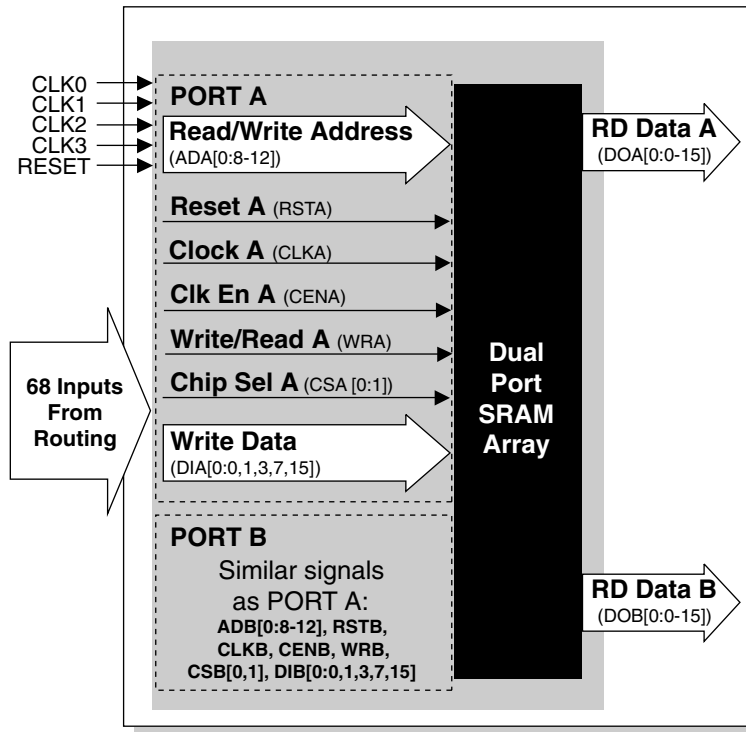 CLK0
CLK1
CLK2
CLK3
RESET
PORT A
Read/Write Address
(ADA[0:8-12])
Reset A (RSTA)
Clock A (CLKA)
Clk En A (CENA)
Write/Read A (WRA)
Chip Sel A (CSA [0:1])
Write Data
(DIA[0:0,1,3,7,15])
68 Inputs
From
Routing
PORT B
Similar signals
as PORT A:
ADB[0:8-12], RSTB,
CLKB, CENB, WRB,
CSB[0,1], DIB[0:0,1,3,7,15]
Dual
Port
SRAM
Array
RD Data A
(DOA[0:0-15])
RD Data B
(DOB[0:0-15])